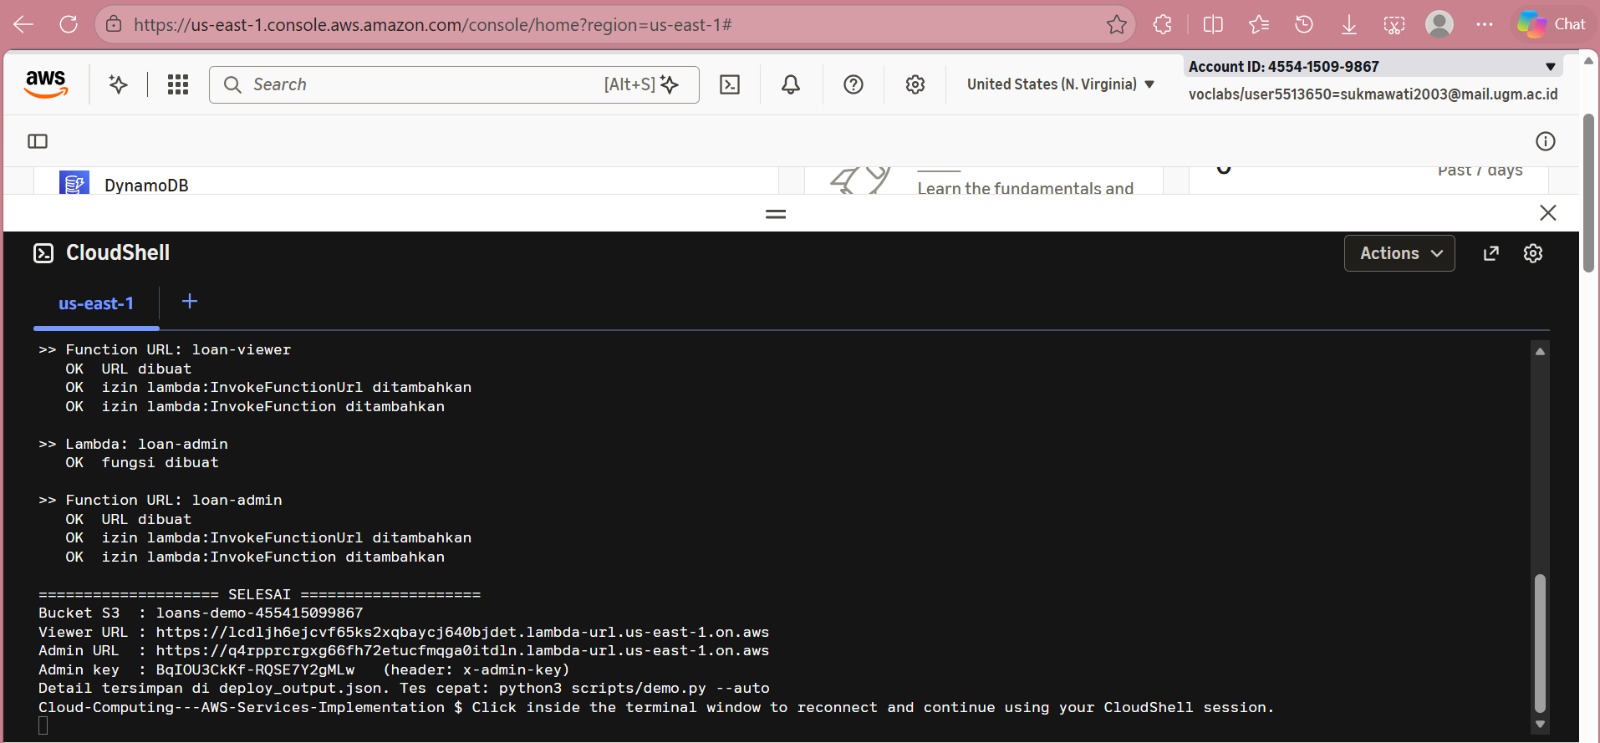 https://us-east-1.console.aws.amazon.com/console/home?region=us-east-1#
Chat
aws
Search
[Alt+S]
United States (N. Virginia)
Account ID: 4554-1509-9867
voclabs/user5513650=sukmawati2003@mail.ugm.ac.id
DynamoDB
Learn the fundamentals and
Past 7 days
CloudShell
Actions
us-east-1
>> Function URL: loan-viewer
OK URL dibuat
OK izin lambda:InvokeFunctionUrl ditambahkan
OK izin lambda:InvokeFunction ditambahkan
>> Lambda: loan-admin
OK fungsi dibuat
>> Function URL: loan-admin
OK URL dibuat
OK izin lambda:InvokeFunctionUrl ditambahkan
OK izin lambda:InvokeFunction ditambahkan
==================== SELESAI ====================
Bucket S3 : loans-demo-455415099867
Viewer URL : https://lcdljh6ejcvf65ks2xqbaycj640bjdet.lambda-url.us-east-1.on.aws
Admin URL : https://q4rpprcrgxg66fh72etucfmqga0itdln.lambda-url.us-east-1.on.aws
Admin key : BqIOU3CkKf-RQSE7Y2gMLw (header: x-admin-key)
Detail tersimpan di deploy_output.json. Tes cepat: python3 scripts/demo.py --auto
Cloud-Computing---AWS-Services-Implementation $ Click inside the terminal window to reconnect and continue using your CloudShell session.